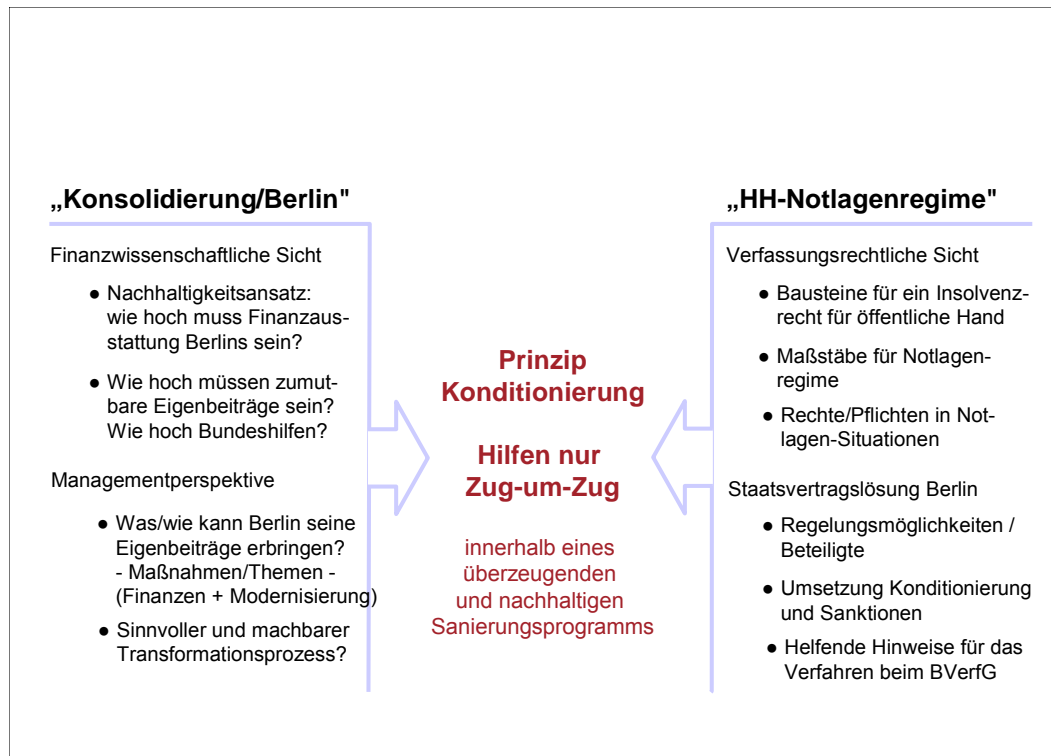 „Konsolidierung/Berlin"
Finanzwissenschaftliche Sicht
● Nachhaltigkeitsansatz:
wie hoch muss Finanzaus-
stattung Berlins sein?
● Wie hoch müssen zumut-
bare Eigenbeiträge sein?
Wie hoch Bundeshilfen?
Managementperspektive
● Was/wie kann Berlin seine
Eigenbeiträge erbringen?
- Maßnahmen/Themen -
(Finanzen + Modernisierung)
● Sinnvoller und machbarer
Transformationsprozess?
Prinzip
Konditionierung
Hilfen nur
Zug-um-Zug
innerhalb eines
überzeugenden
und nachhaltigen
Sanierungsprogramms
„HH-Notlagenregime"
Verfassungsrechtliche Sicht
● Bausteine für ein Insolvenz-
recht für öffentliche Hand
● Maßstäbe für Notlagen-
regime
● Rechte/Pflichten in Not-
lagen-Situationen
Staatsvertragslösung Berlin
● Regelungsmöglichkeiten /
Beteiligte
● Umsetzung Konditionierung
und Sanktionen
● Helfende Hinweise für das
Verfahren beim BVerfG